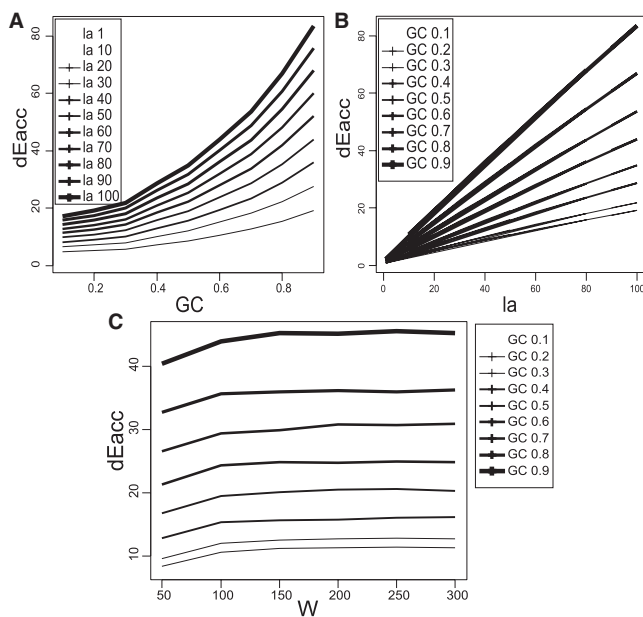 A
la 1
la 10
la 20
la 30
la 40
la 50
la 60
la 70
la 80
la 90
la 100
dEacc
0
20
40
60
80
0.2
0.4
0.6
0.8
GC
B
GC 0.1
GC 0.2
GC 0.3
GC 0.4
GC 0.5
GC 0.6
GC 0.7
GC 0.8
GC 0.9
dEacc
0
20
40
60
80
0
20
40
60
80
100
la
C
dEacc
10
20
30
40
50
100
150
200
250
300
W
GC 0.1
GC 0.2
GC 0.3
GC 0.4
GC 0.5
GC 0.6
GC 0.7
GC 0.8
GC 0.9